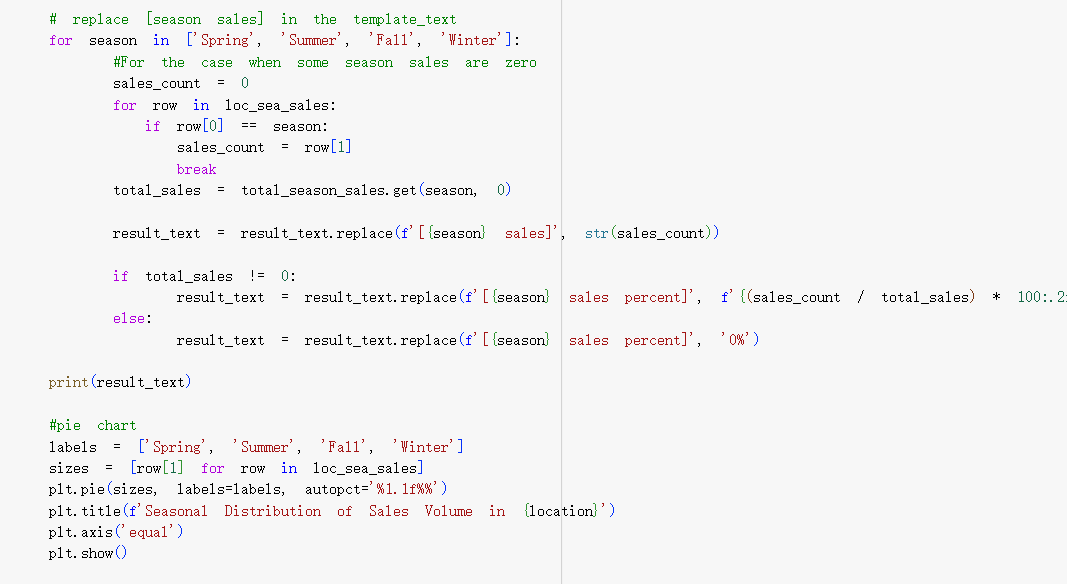 # replace [season sales] in the template_text
for season in ['Spring', 'Summer', 'Fall', 'Winter']:
        #For the case when some season sales are zero
        sales_count = 0
        for row in loc_sea_sales:
            if row[0] == season:
                sales_count = row[1]
                break
        total_sales = total_season_sales.get(season, 0)

        result_text = result_text.replace(f'[{season} sales]', str(sales_count))

        if total_sales != 0:
                result_text = result_text.replace(f'[{season} sales percent]', f'{(sales_count / total_sales) * 100:.2
        else:
                result_text = result_text.replace(f'[{season} sales percent]', '0%')

print(result_text)

#pie chart
labels = ['Spring', 'Summer', 'Fall', 'Winter']
sizes = [row[1] for row in loc_sea_sales]
plt.pie(sizes, labels=labels, autopct='%1.1f%%')
plt.title(f'Seasonal Distribution of Sales Volume in {location}')
plt.axis('equal')
plt.show()